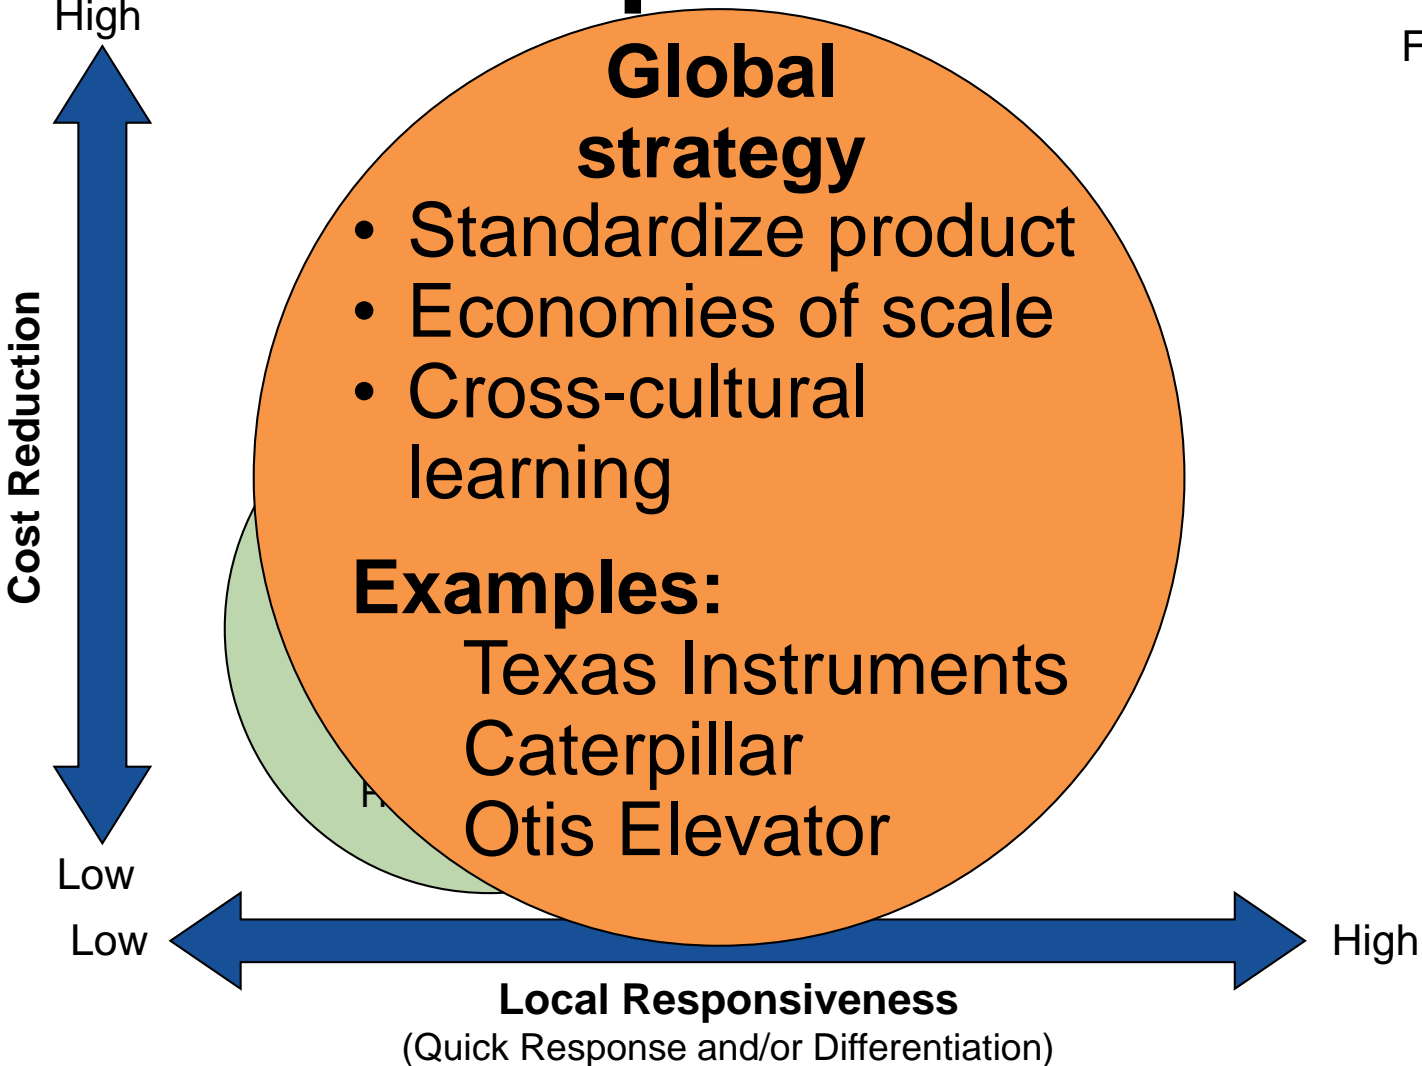 High
Global
strategy
• Standardize product
• Economies of scale
• Cross-cultural
learning
Examples:
Texas Instruments
Caterpillar
Otis Elevator
Cost Reduction
Low
Low
High
Local Responsiveness
(Quick Response and/or Differentiation)